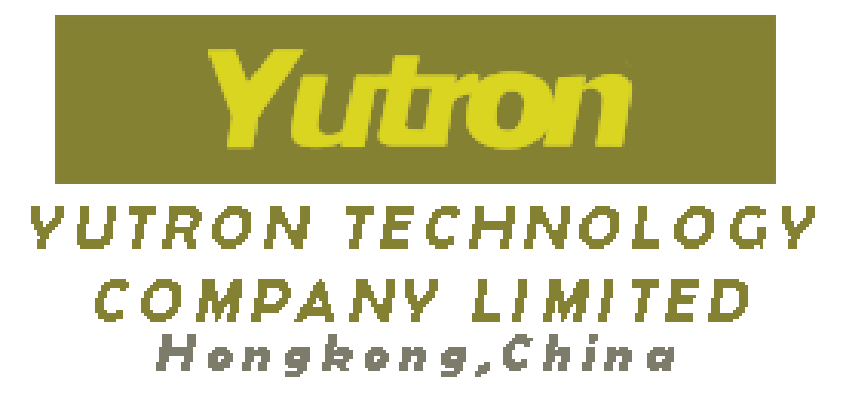 Yutron
YUTRON TECHNOLOGY
COMPANY LIMITED
Hongkong,China